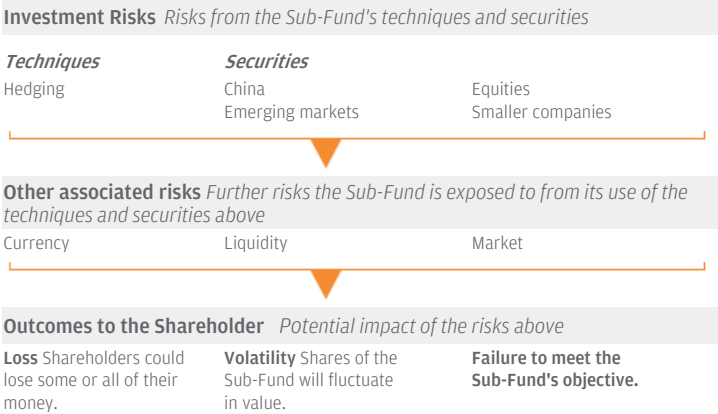 Investment Risks Risks from the Sub-Fund's techniques and securities
Techniques Securities
Hedging China Equities
Emerging markets Smaller companies
Other associated risks Further risks the Sub-Fund is exposed to from its use of the
techniques and securities above
Currency Liquidity Market
Outcomes to the Shareholder Potential impact of the risks above
Loss Shareholders could
lose some or all of their
money.
Volatility Shares of the
Sub-Fund will fluctuate
in value.
Failure to meet the
Sub-Fund's objective.